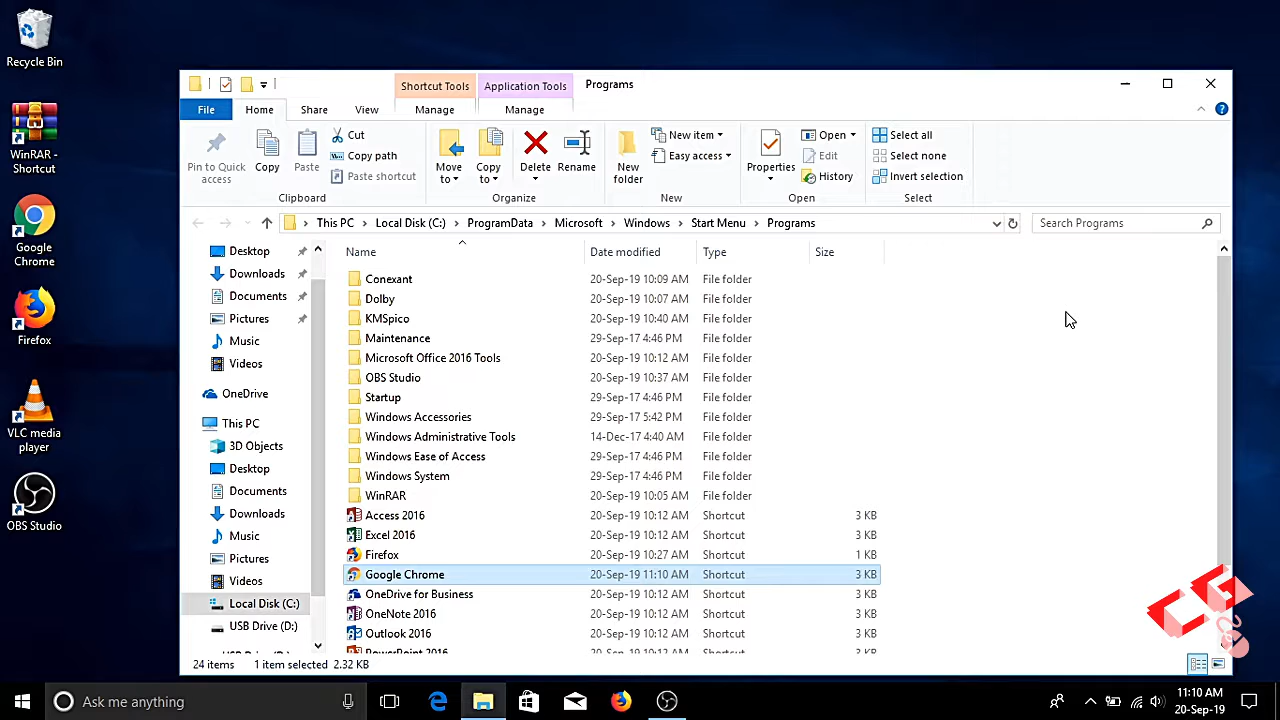 Recycle Bin
WinRAR -
Shortcut
Google
Chrome
Firefox
VLC media
player
OBS Studio
Shortcut Tools
Application Tools
Programs
File
Home
Share
View
Manage
Manage
Pin to Quick
access
Copy
Paste
Cut
Copy path
Paste shortcut
Clipboard
Move
to
Copy
to
Delete
Rename
Organize
New
folder
New item
Easy access
New
Properties
Open
Edit
History
Open
Select all
Select none
Invert selection
Select
This PC Local Disk (C:) ProgramData Microsoft Windows Start Menu Programs
Search Programs
Desktop
Downloads
Documents
Pictures
Music
Videos
OneDrive
This PC
3D Objects
Desktop
Documents
Downloads
Music
Pictures
Videos
Local Disk (C:)
USB Drive (D:)
Name Date modified Type Size
Conexant 20-Sep-19 10:09 AM File folder
Dolby 20-Sep-19 10:07 AM File folder
KMSpico 20-Sep-19 10:40 AM File folder
Maintenance 29-Sep-17 4:46 PM File folder
Microsoft Office 2016 Tools 20-Sep-19 10:12 AM File folder
OBS Studio 20-Sep-19 10:37 AM File folder
Startup 29-Sep-17 4:46 PM File folder
Windows Accessories 29-Sep-17 5:42 PM File folder
Windows Administrative Tools 14-Dec-17 4:40 AM File folder
Windows Ease of Access 29-Sep-17 4:46 PM File folder
Windows System 29-Sep-17 4:46 PM File folder
WinRAR 20-Sep-19 10:05 AM File folder
Access 2016 20-Sep-19 10:12 AM Shortcut 3 KB
Excel 2016 20-Sep-19 10:12 AM Shortcut 3 KB
Firefox 20-Sep-19 10:27 AM Shortcut 1 KB
Google Chrome 20-Sep-19 11:10 AM Shortcut 3 KB
OneDrive for Business 20-Sep-19 10:12 AM Shortcut 3 KB
OneNote 2016 20-Sep-19 10:12 AM Shortcut 3 KB
Outlook 2016 20-Sep-19 10:12 AM Shortcut 3 KB
PowerPoint 2016 20-Sep-19 10:12 AM Shortcut 3 KB
24 items 1 item selected 2.32 KB
Ask me anything
11:10 AM
20-Sep-19